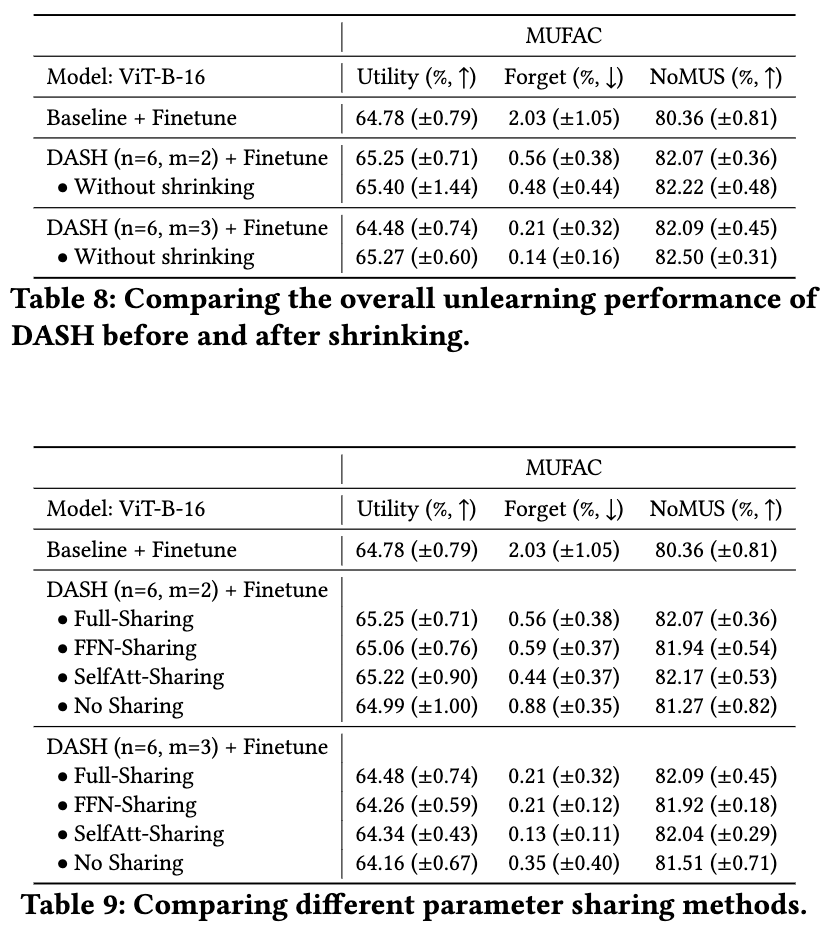 MUFAC
Model: ViT-B-16 Utility (%, ↑) Forget (%, ↓) NoMUS (%, ↑)
Baseline + Finetune 64.78 (±0.79) 2.03 (±1.05) 80.36 (±0.81)
DASH (n=6, m=2) + Finetune 65.25 (±0.71) 0.56 (±0.38) 82.07 (±0.36)
• Without shrinking 65.40 (±1.44) 0.48 (±0.44) 82.22 (±0.48)
DASH (n=6, m=3) + Finetune 64.48 (±0.74) 0.21 (±0.32) 82.09 (±0.45)
• Without shrinking 65.27 (±0.60) 0.14 (±0.16) 82.50 (±0.31)
Table 8: Comparing the overall unlearning performance of
DASH before and after shrinking.
MUFAC
Model: ViT-B-16 Utility (%, ↑) Forget (%, ↓) NoMUS (%, ↑)
Baseline + Finetune 64.78 (±0.79) 2.03 (±1.05) 80.36 (±0.81)
DASH (n=6, m=2) + Finetune
• Full-Sharing 65.25 (±0.71) 0.56 (±0.38) 82.07 (±0.36)
• FFN-Sharing 65.06 (±0.76) 0.59 (±0.37) 81.94 (±0.54)
• SelfAtt-Sharing 65.22 (±0.90) 0.44 (±0.37) 82.17 (±0.53)
• No Sharing 64.99 (±1.00) 0.88 (±0.35) 81.27 (±0.82)
DASH (n=6, m=3) + Finetune
• Full-Sharing 64.48 (±0.74) 0.21 (±0.32) 82.09 (±0.45)
• FFN-Sharing 64.26 (±0.59) 0.21 (±0.12) 81.92 (±0.18)
• SelfAtt-Sharing 64.34 (±0.43) 0.13 (±0.11) 82.04 (±0.29)
• No Sharing 64.16 (±0.67) 0.35 (±0.40) 81.51 (±0.71)
Table 9: Comparing different parameter sharing methods.